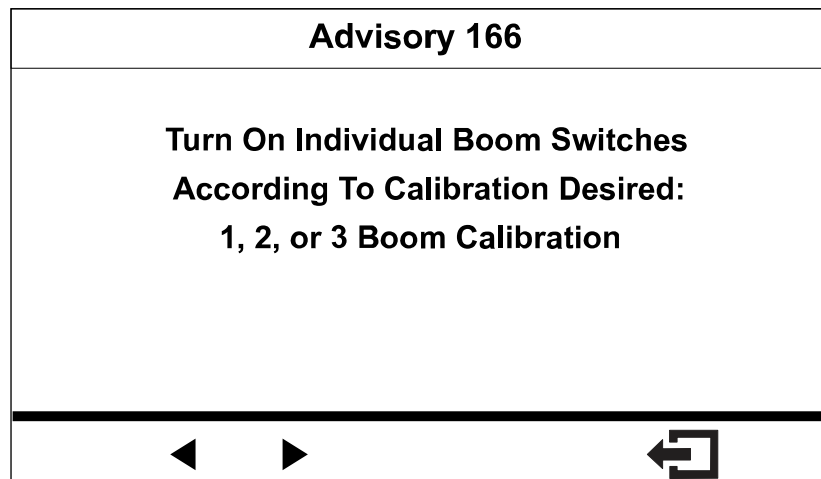 Advisory 166
Turn On Individual Boom Switches
According To Calibration Desired:
1, 2, or 3 Boom Calibration